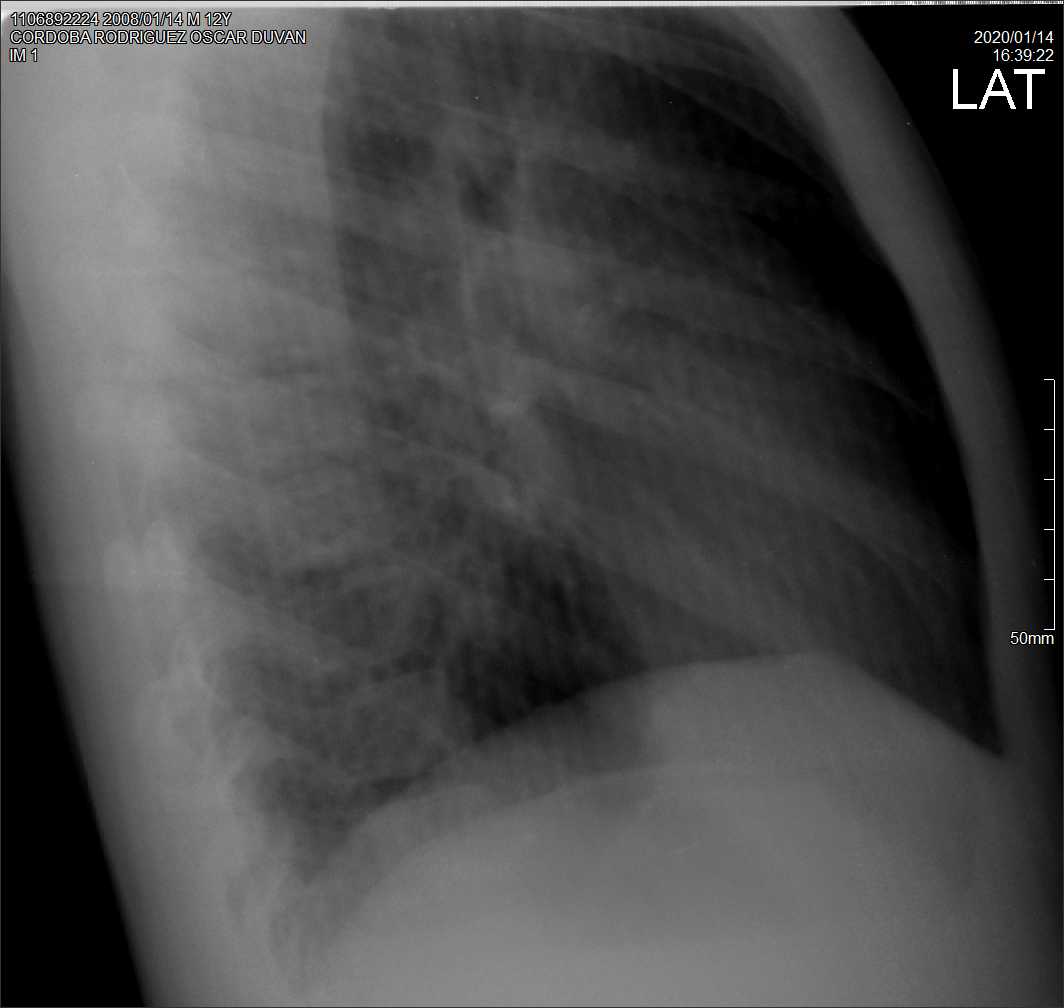 1106892224 2008/01/14 M 12Y
CORDOBA RODRIGUEZ OSCAR DUVAN
IM 1
2020/01/14
16:39:22
LAT
50mm